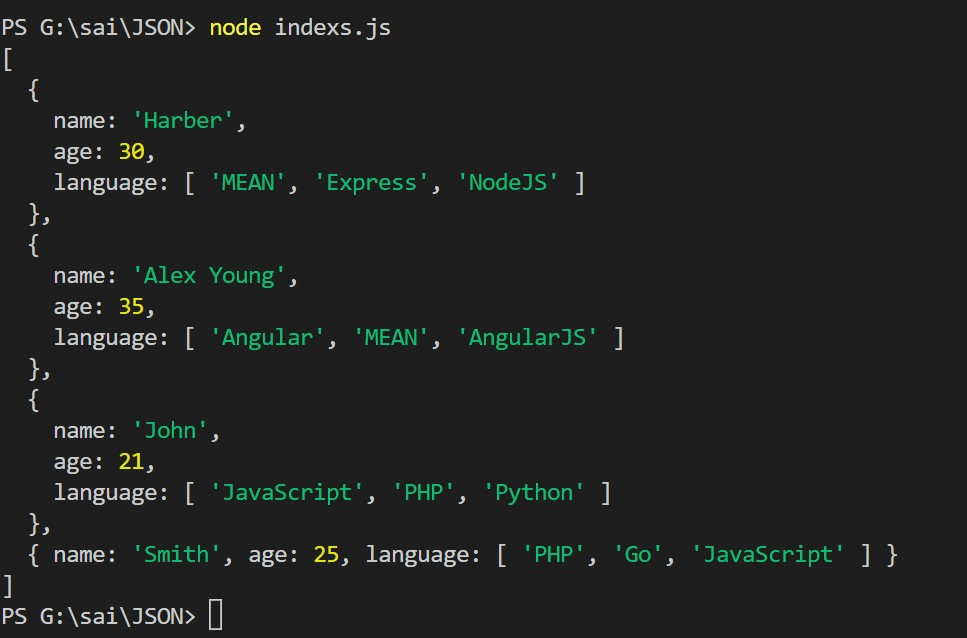 PS G:\sai\JSON> node indexs.js
[
  {
    name: 'Harber',
    age: 30,
    language: [ 'MEAN', 'Express', 'NodeJS' ]
  },
  {
    name: 'Alex Young',
    age: 35,
    language: [ 'Angular', 'MEAN', 'AngularJS' ]
  },
  {
    name: 'John',
    age: 21,
    language: [ 'JavaScript', 'PHP', 'Python' ]
  },
  { name: 'Smith', age: 25, language: [ 'PHP', 'Go', 'JavaScript' ] }
]
PS G:\sai\JSON>